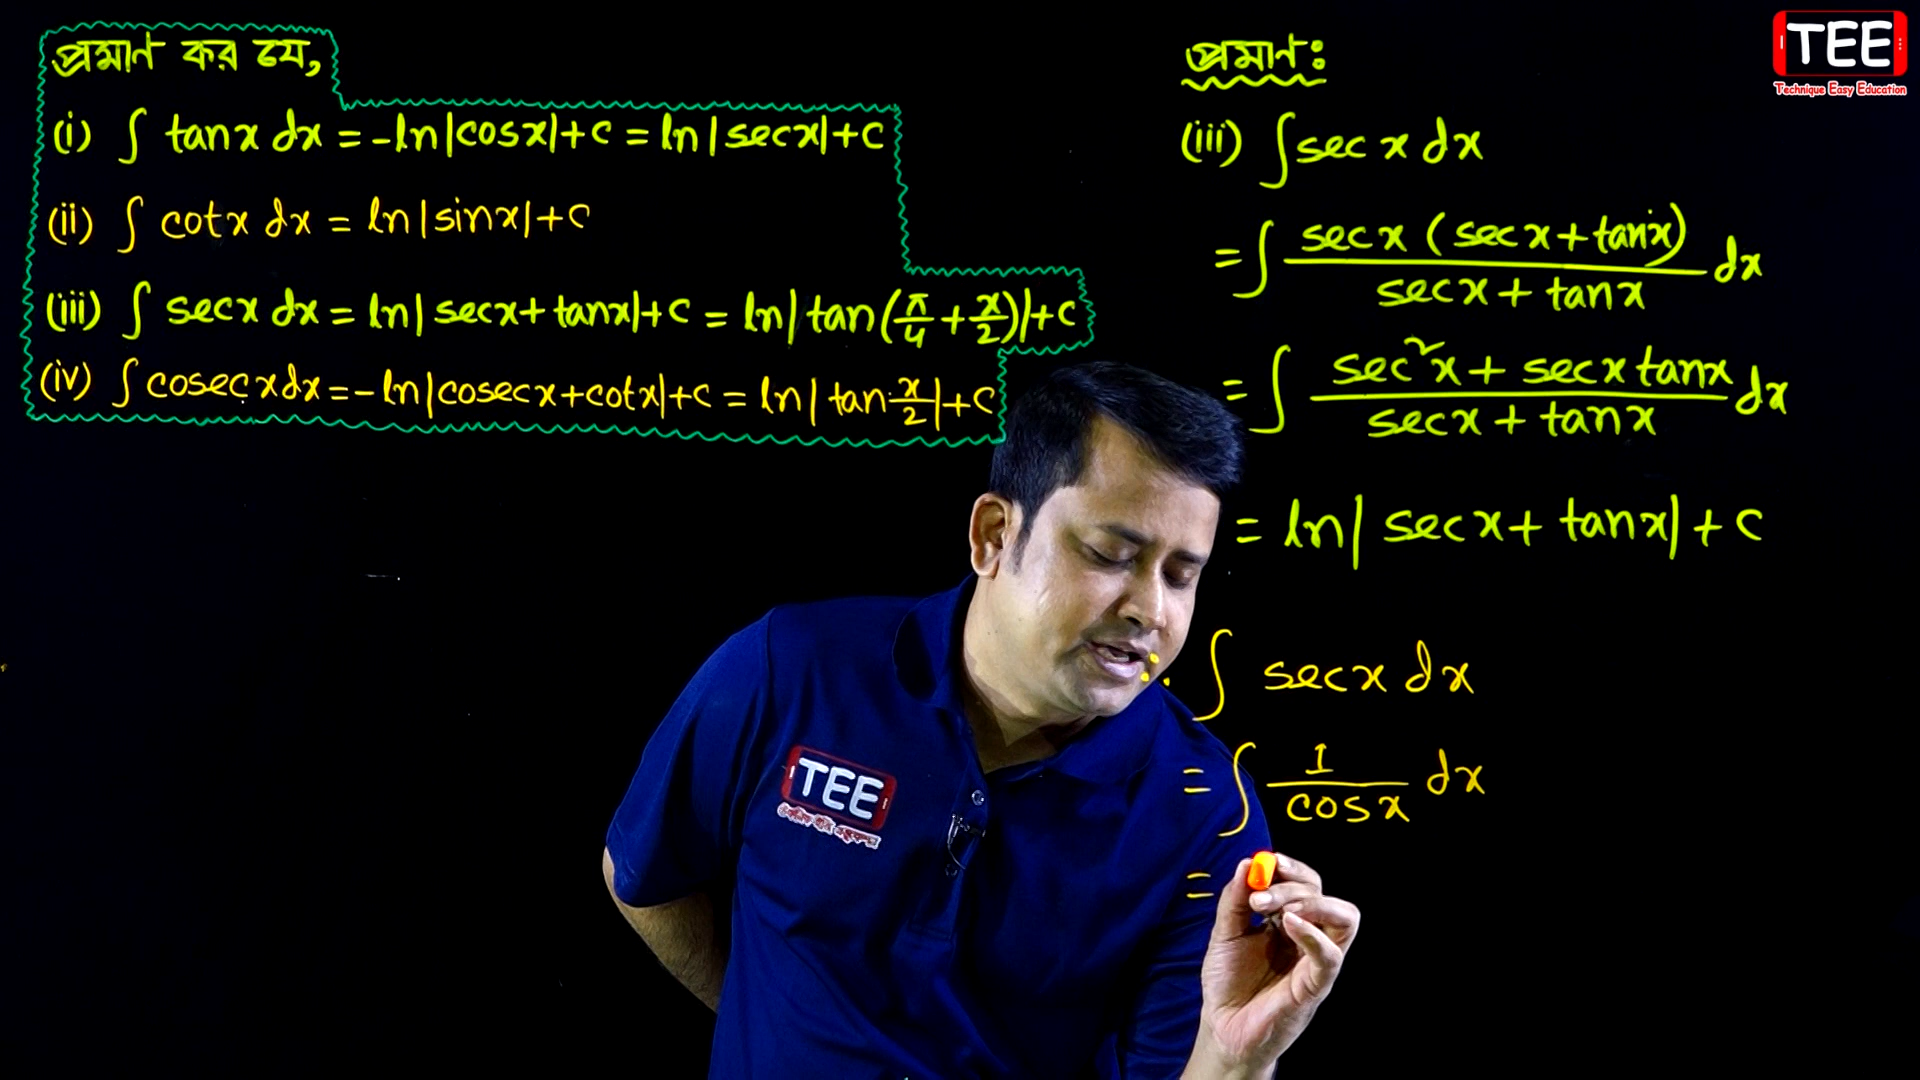 প্রমাণ কর যে,
(i) ∫ tanx dx = -ln|cosx|+c = ln|secx|+c
(ii) ∫ cotx dx = ln|sinx|+c
(iii) ∫ secx dx = ln|secx+tanx|+c = ln|tan(π/4+x/2)|+c
(iv) ∫ cosecx dx = -ln|cosecx+cotx|+c = ln|tan x/2|+c
প্রমাণঃ
(iii) ∫ sec x dx
= ∫ secx (secx+tanx) / secx+tanx dx
= ∫ sec²x + secx tanx / secx+tanx dx
= ln|secx+tanx|+c
∴ ∫ secx dx
= ∫ 1 / cosx dx
=
TEE
Technique Easy Education
TEE